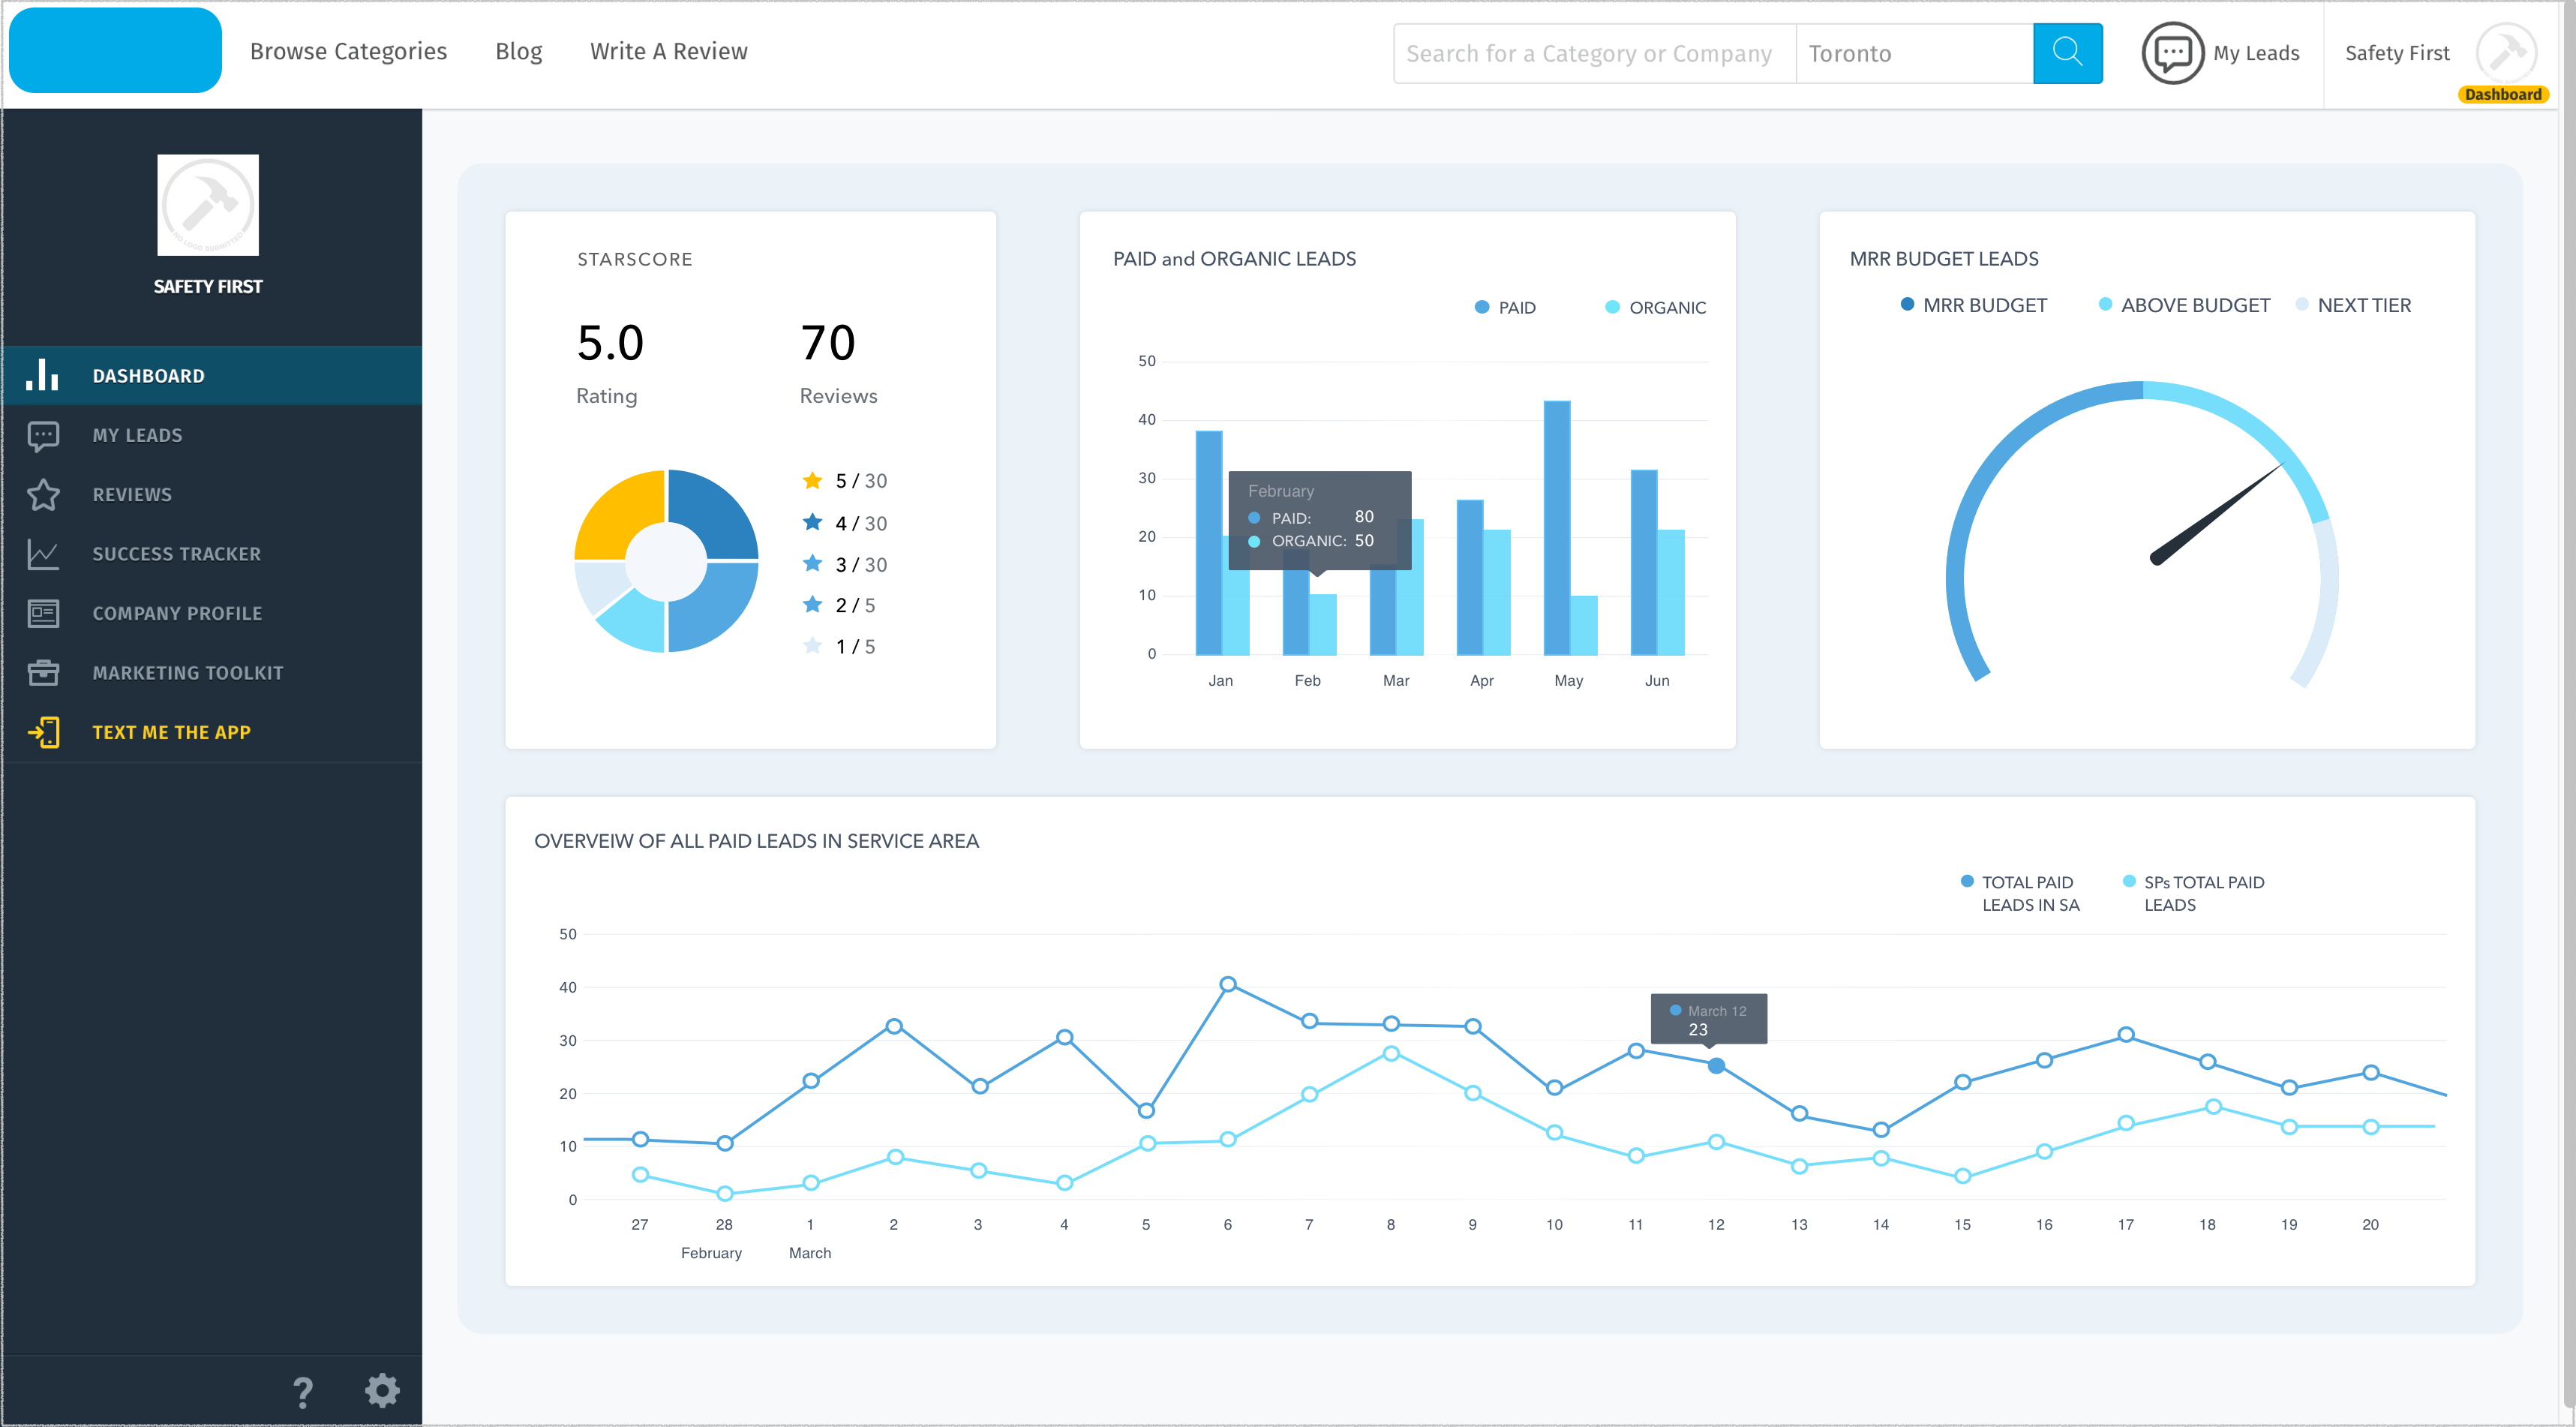 Browse Categories Blog Write A Review
Search for a Category or Company Toronto
My Leads
Safety First
Dashboard
NO LOGO SUBMITTED
SAFETY FIRST
DASHBOARD
MY LEADS
REVIEWS
SUCCESS TRACKER
COMPANY PROFILE
MARKETING TOOLKIT
TEXT ME THE APP
?
STARSCORE
5.0 70
Rating Reviews
5 / 30
4 / 30
3 / 30
2 / 5
1 / 5
PAID and ORGANIC LEADS
PAID ORGANIC
50
40
30
20
10
0
February
PAID: 80
ORGANIC: 50
Jan Feb Mar Apr May Jun
MRR BUDGET LEADS
MRR BUDGET ABOVE BUDGET NEXT TIER
OVERVEIW OF ALL PAID LEADS IN SERVICE AREA
TOTAL PAID
LEADS IN SA
SPs TOTAL PAID
LEADS
50
40
30
20
10
0
March 12
23
27 28 1 2 3 4 5 6 7 8 9 10 11 12 13 14 15 16 17 18 19 20
February March